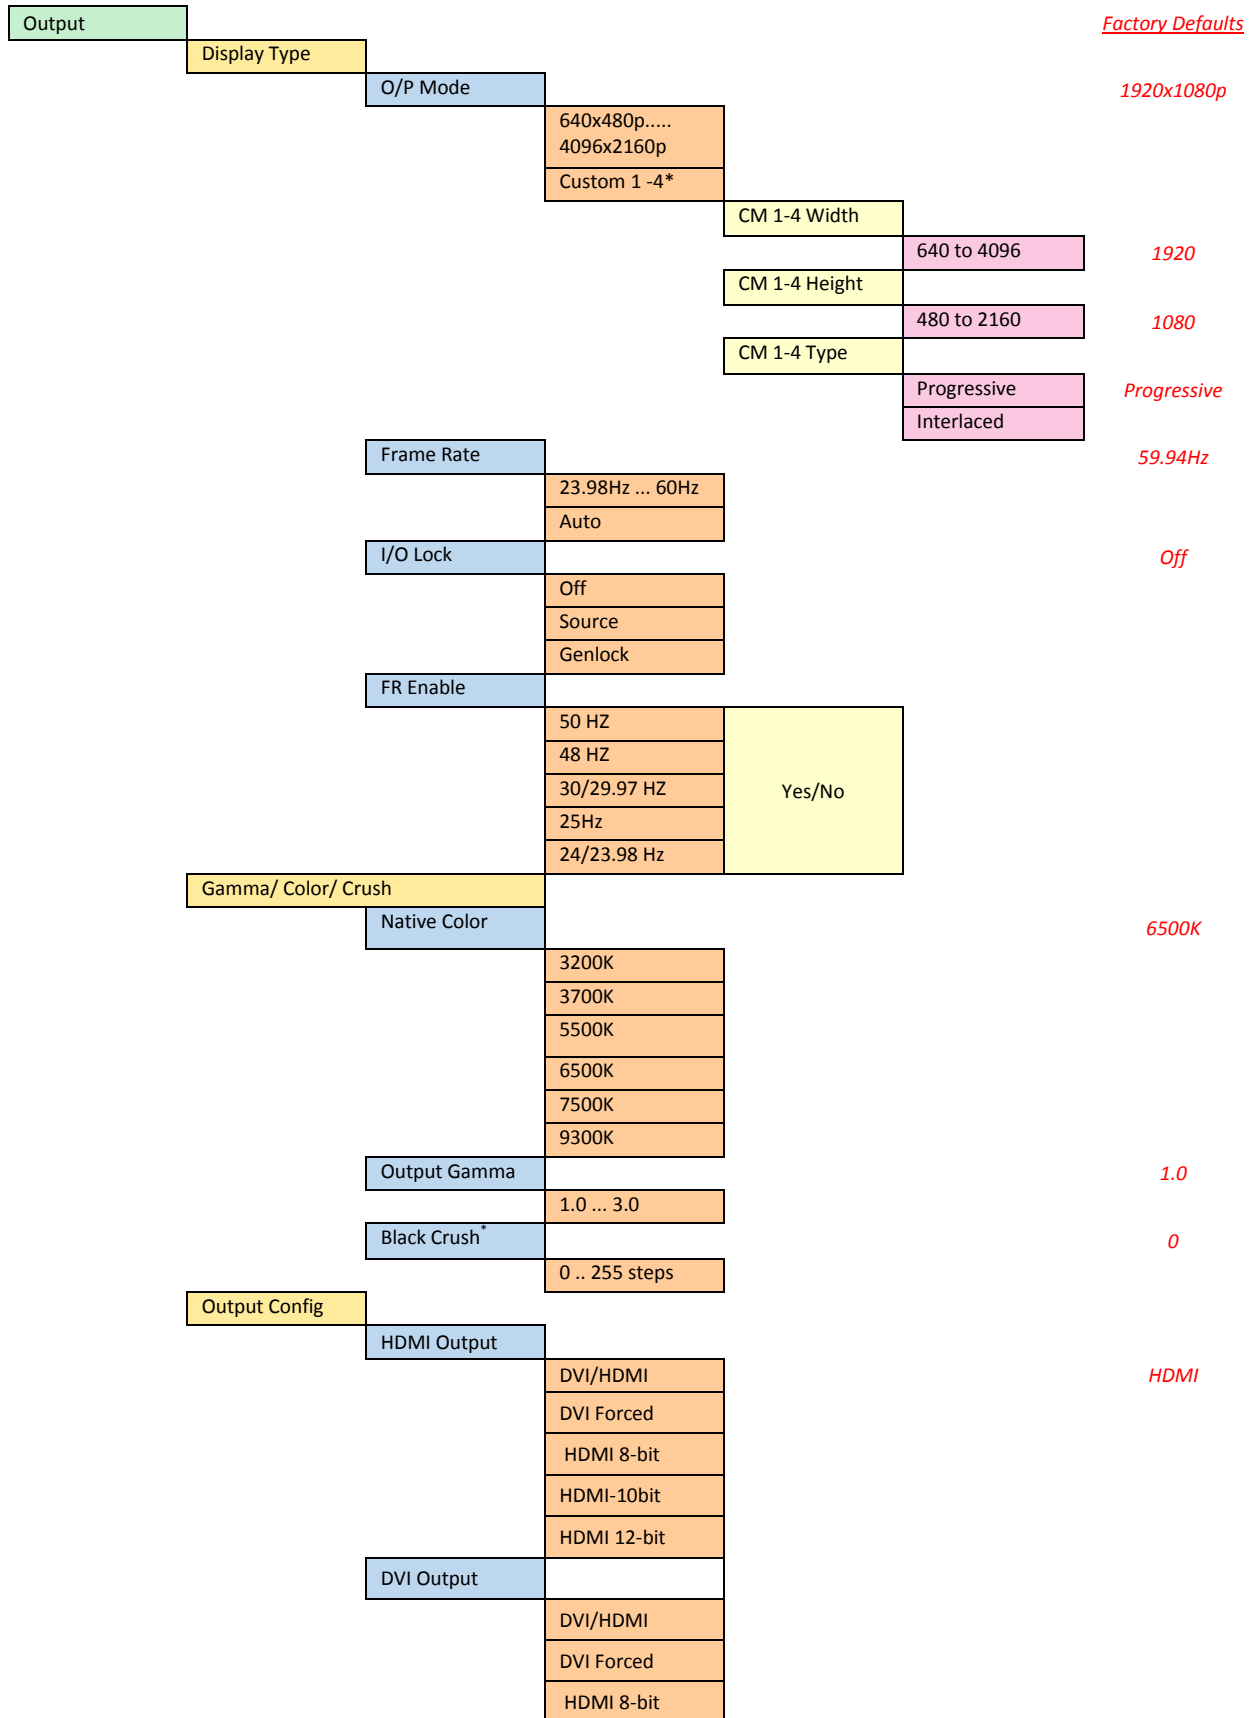 Output
Factory Defaults
Display Type
O/P Mode
1920x1080p
640x480p.....
4096x2160p
Custom 1 -4*
CM 1-4 Width
640 to 4096
1920
CM 1-4 Height
480 to 2160
1080
CM 1-4 Type
Progressive
Progressive
Interlaced
Frame Rate
59.94Hz
23.98Hz ... 60Hz
Auto
I/O Lock
Off
Off
Source
Genlock
FR Enable
50 HZ
48 HZ
30/29.97 HZ
Yes/No
25Hz
24/23.98 Hz
Gamma/ Color/ Crush
Native Color
6500K
3200K
3700K
5500K
6500K
7500K
9300K
Output Gamma
1.0
1.0 ... 3.0
Black Crush*
0
0 .. 255 steps
Output Config
HDMI Output
DVI/HDMI
HDMI
DVI Forced
HDMI 8-bit
HDMI-10bit
HDMI 12-bit
DVI Output
DVI/HDMI
DVI Forced
HDMI 8-bit